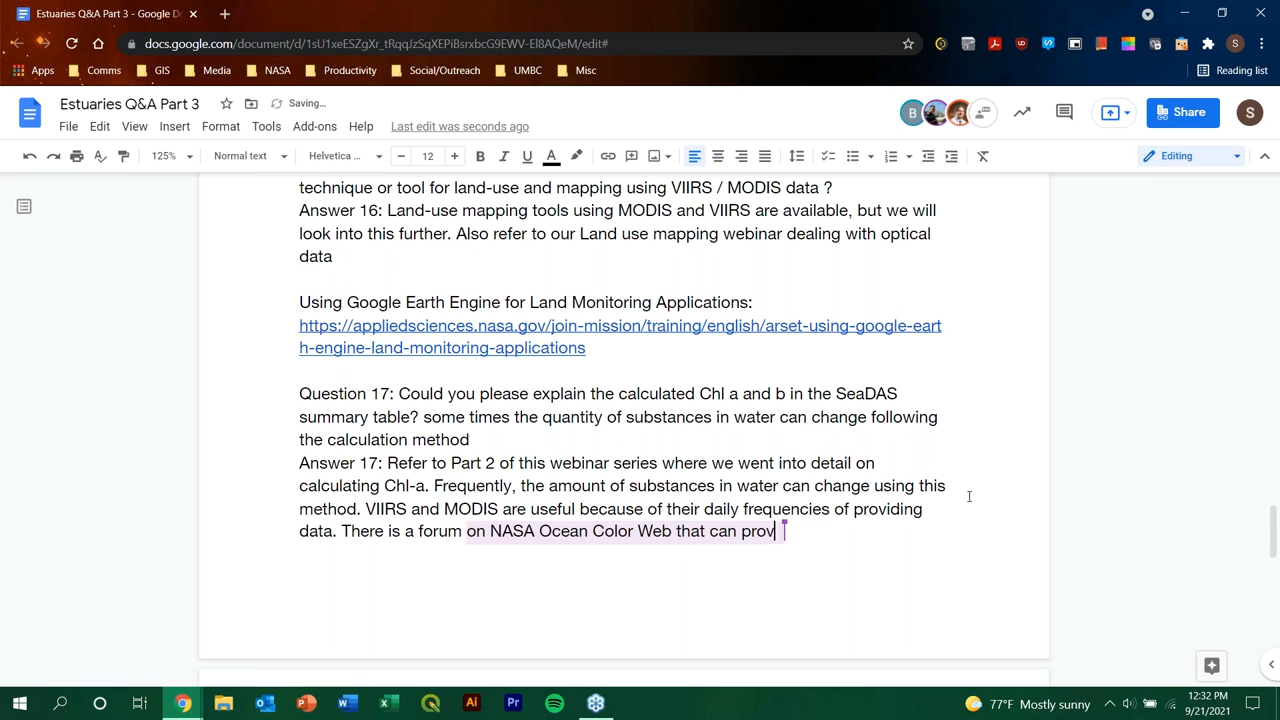 Estuaries Q&A Part 3 - Google D
docs.google.com/document/d/1sU1xeESZgXr_tRqqJzSqXEPiBsrxbcG9EWV-El8AQeM/edit#
Apps Comms GIS Media NASA Productivity Social/Outreach UMBC Misc Reading list
Estuaries Q&A Part 3 Saving…
File Edit View Insert Format Tools Add-ons Help Last edit was seconds ago
B Share S
125% Normal text Helvetica ... 12 B I U A Editing
technique or tool for land-use and mapping using VIIRS / MODIS data ?
Answer 16: Land-use mapping tools using MODIS and VIIRS are available, but we will
look into this further. Also refer to our Land use mapping webinar dealing with optical
data
Using Google Earth Engine for Land Monitoring Applications:
https://appliedsciences.nasa.gov/join-mission/training/english/arset-using-google-eart
h-engine-land-monitoring-applications
Question 17: Could you please explain the calculated Chl a and b in the SeaDAS
summary table? some times the quantity of substances in water can change following
the calculation method
Answer 17: Refer to Part 2 of this webinar series where we went into detail on
calculating Chl-a. Frequently, the amount of substances in water can change using this
method. VIIRS and MODIS are useful because of their daily frequencies of providing
data. There is a forum on NASA Ocean Color Web that can prov
77°F Mostly sunny
12:32 PM
9/21/2021